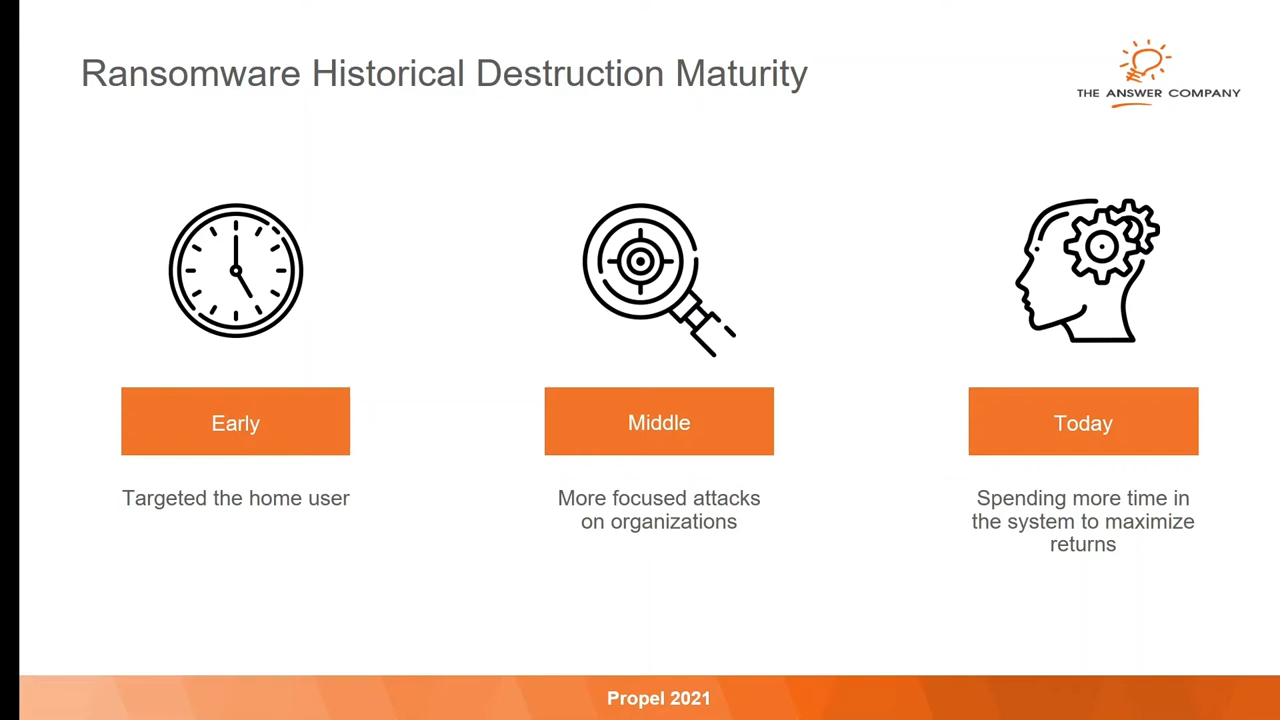 Ransomware Historical Destruction Maturity
THE ANSWER COMPANY
Early
Middle
Today
Targeted the home user
More focused attacks
on organizations
Spending more time in
the system to maximize
returns
Propel 2021